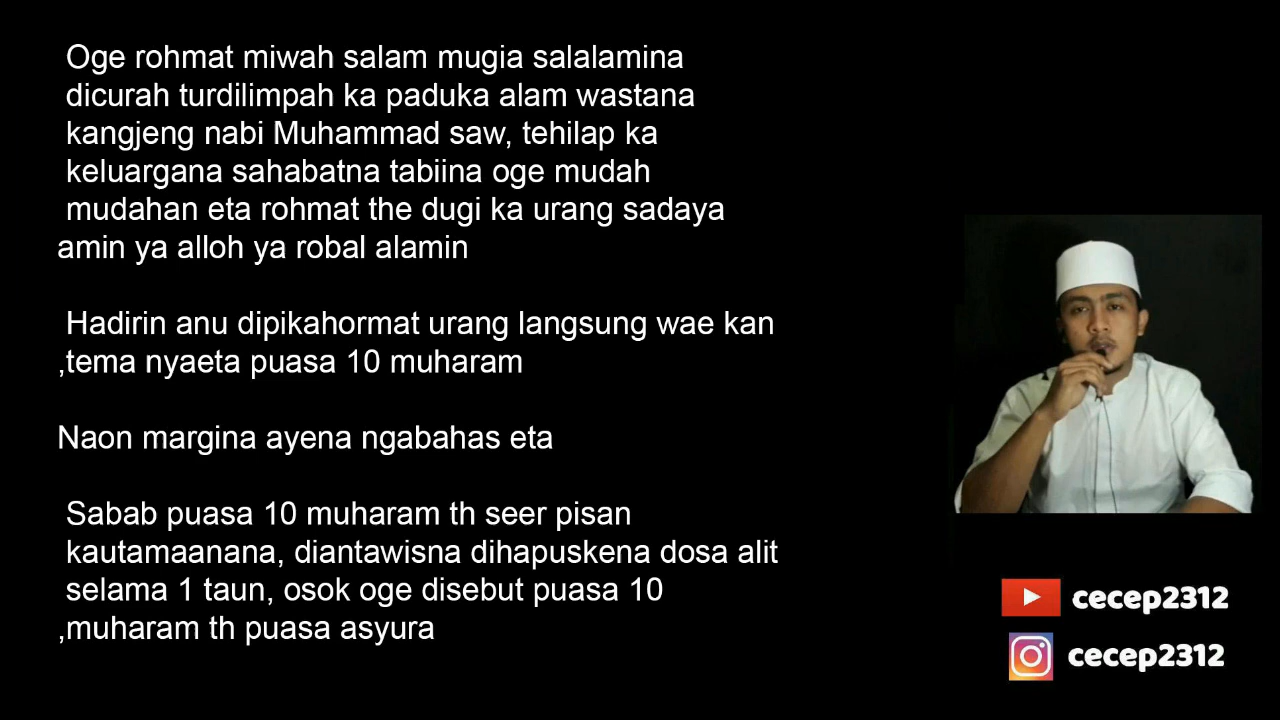 Oge rohmat miwah salam mugia salalamina
dicurah turdilimpah ka paduka alam wastana
kangjeng nabi Muhammad saw, tehilap ka
keluargana sahabatna tabiina oge mudah
mudahan eta rohmat the dugi ka urang sadaya
amin ya alloh ya robal alamin
Hadirin anu dipikahormat urang langsung wae kan
,tema nyaeta puasa 10 muharam
Naon margina ayena ngabahas eta
Sabab puasa 10 muharam th seer pisan
kautamaanana, diantawisna dihapuskena dosa alit
selama 1 taun, osok oge disebut puasa 10
,muharam th puasa asyura
cecep2312
cecep2312